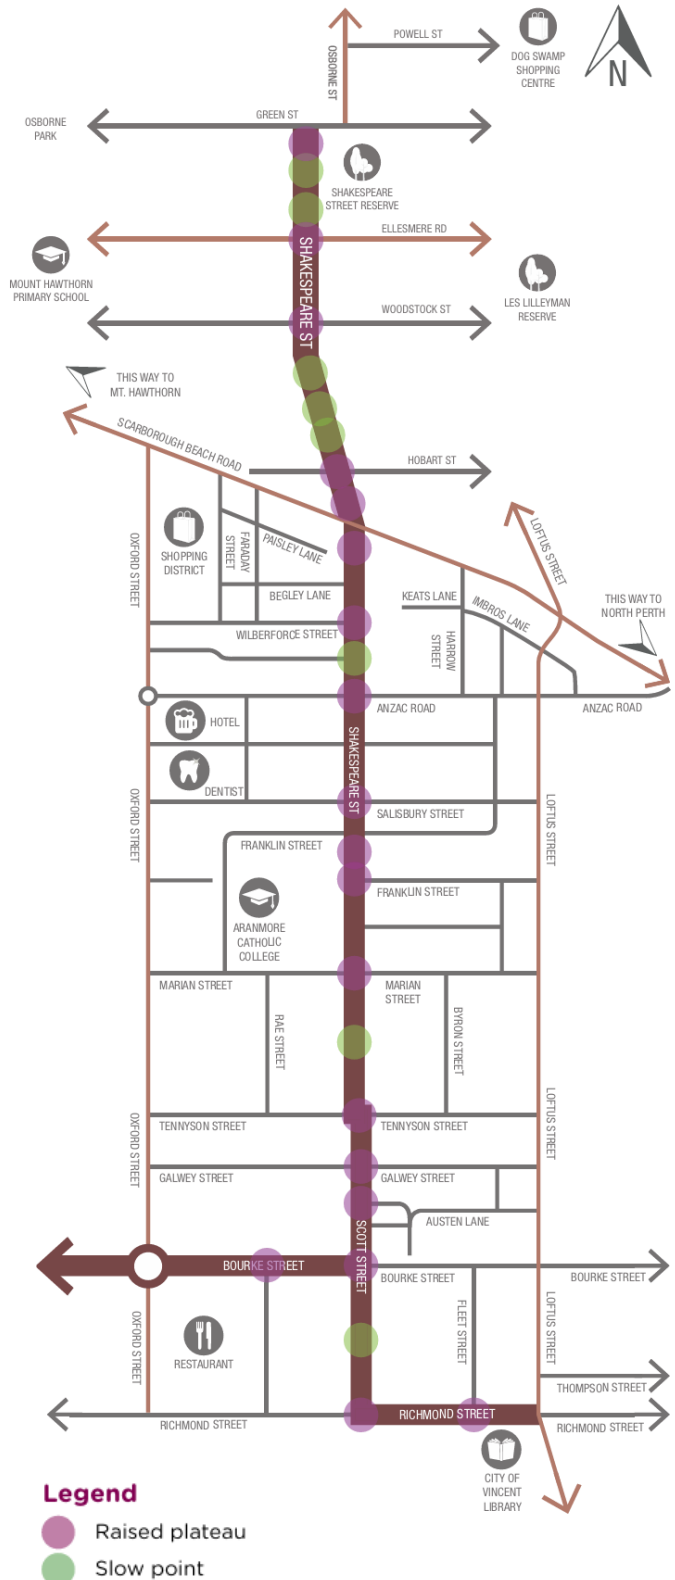 POWELL ST
OSBORNE ST
DOG SWAMP
SHOPPING
CENTRE
N
GREEN ST
OSBORNE
PARK
SHAKESPEARE
STREET RESERVE
ELLESMERE RD
SHAKESPEARE ST
MOUNT HAWTHORN
PRIMARY SCHOOL
LES LILLEYMAN
RESERVE
WOODSTOCK ST
THIS WAY TO
MT. HAWTHORN
SCARBOROUGH BEACH ROAD
HOBART ST
OXFORD STREET
SHOPPING
DISTRICT
FARADAY
STREET
PAISLEY LANE
LOFTUS STREET
BEGLEY LANE
KEATS LANE
IMBROS LANE
THIS WAY TO
NORTH PERTH
WILBERFORCE STREET
HARROW
STREET
ANZAC ROAD
ANZAC ROAD
HOTEL
SHAKESPEARE ST
DENTIST
OXFORD STREET
SALISBURY STREET
LOFTUS STREET
FRANKLIN STREET
FRANKLIN STREET
ARANMORE
CATHOLIC
COLLEGE
MARIAN STREET
MARIAN
STREET
RAE STREET
BYRON STREET
TENNYSON STREET
TENNYSON STREET
OXFORD STREET
LOFTUS STREET
GALWEY STREET
GALWEY STREET
AUSTEN LANE
SCOTT STREET
BOURKE STREET
BOURKE STREET
BOURKE STREET
OXFORD STREET
FLEET STREET
LOFTUS STREET
RESTAURANT
THOMPSON STREET
RICHMOND STREET
RICHMOND STREET
RICHMOND STREET
CITY OF
VINCENT
LIBRARY
Legend
Raised plateau
Slow point